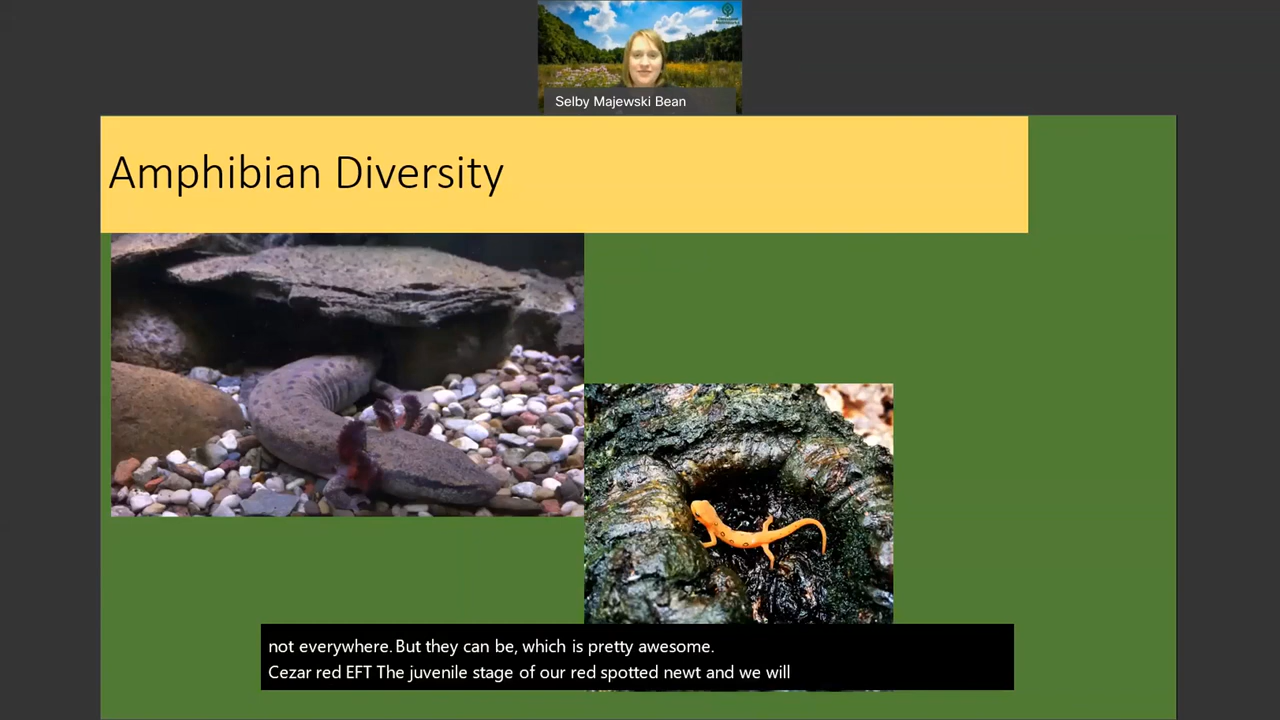 Selby Majewski Bean
Amphibian Diversity
not everywhere. But they can be, which is pretty awesome.
Cezar red EFT The juvenile stage of our red spotted newt and we will